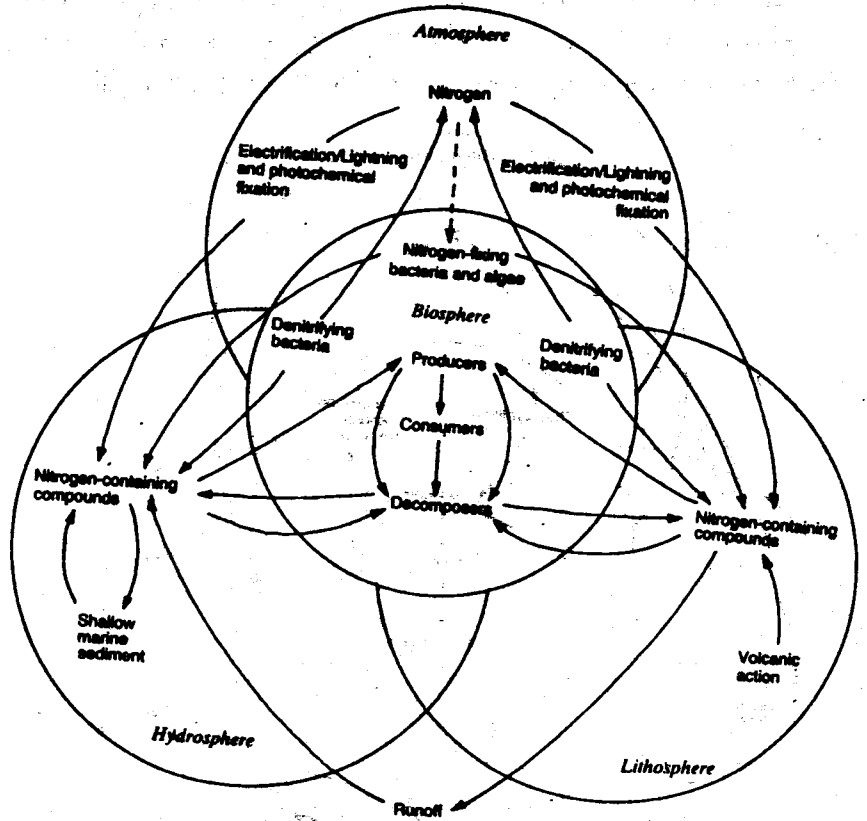 Atmosphere
Nitrogen
Electrification/Lightning
and photochemical
fixation
Electrification/Lightning
and photochemical
fixation
Nitrogen-fixing
bacteria and algae
Biosphere
Denitrifying
bacteria
Denitrifying
bacteria
Producers
Consumers
Decomposers
Nitrogen-containing
compounds
Nitrogen-containing
compounds
Shallow
marine
sediment
Volcanic
action
Hydrosphere
Lithosphere
Runoff